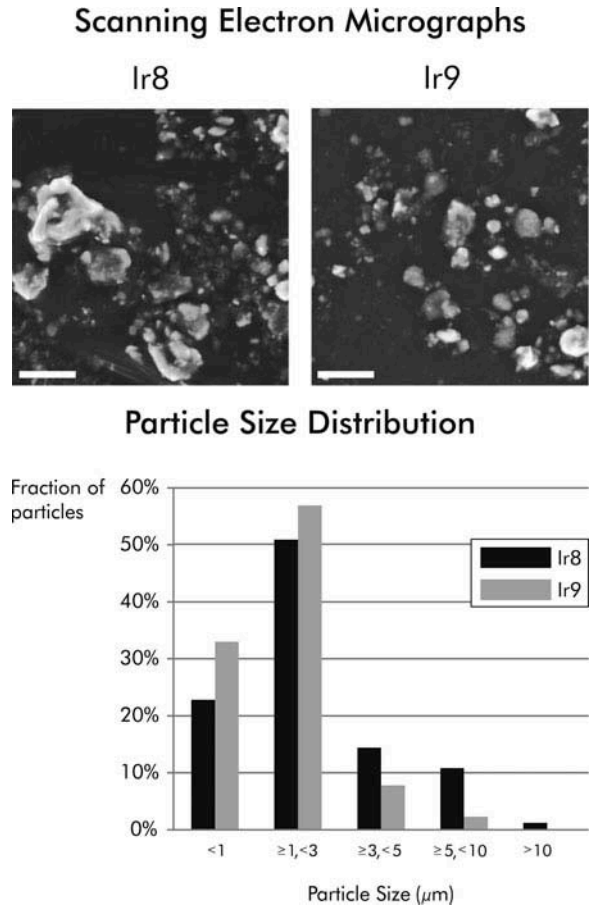 Scanning Electron Micrographs
Ir8
Ir9
Particle Size Distribution
Fraction of
particles
60%
50%
40%
30%
20%
10%
0%
Ir8
Ir9
<1
≥1,<3
≥3,<5
≥5,<10
>10
Particle Size (µm)